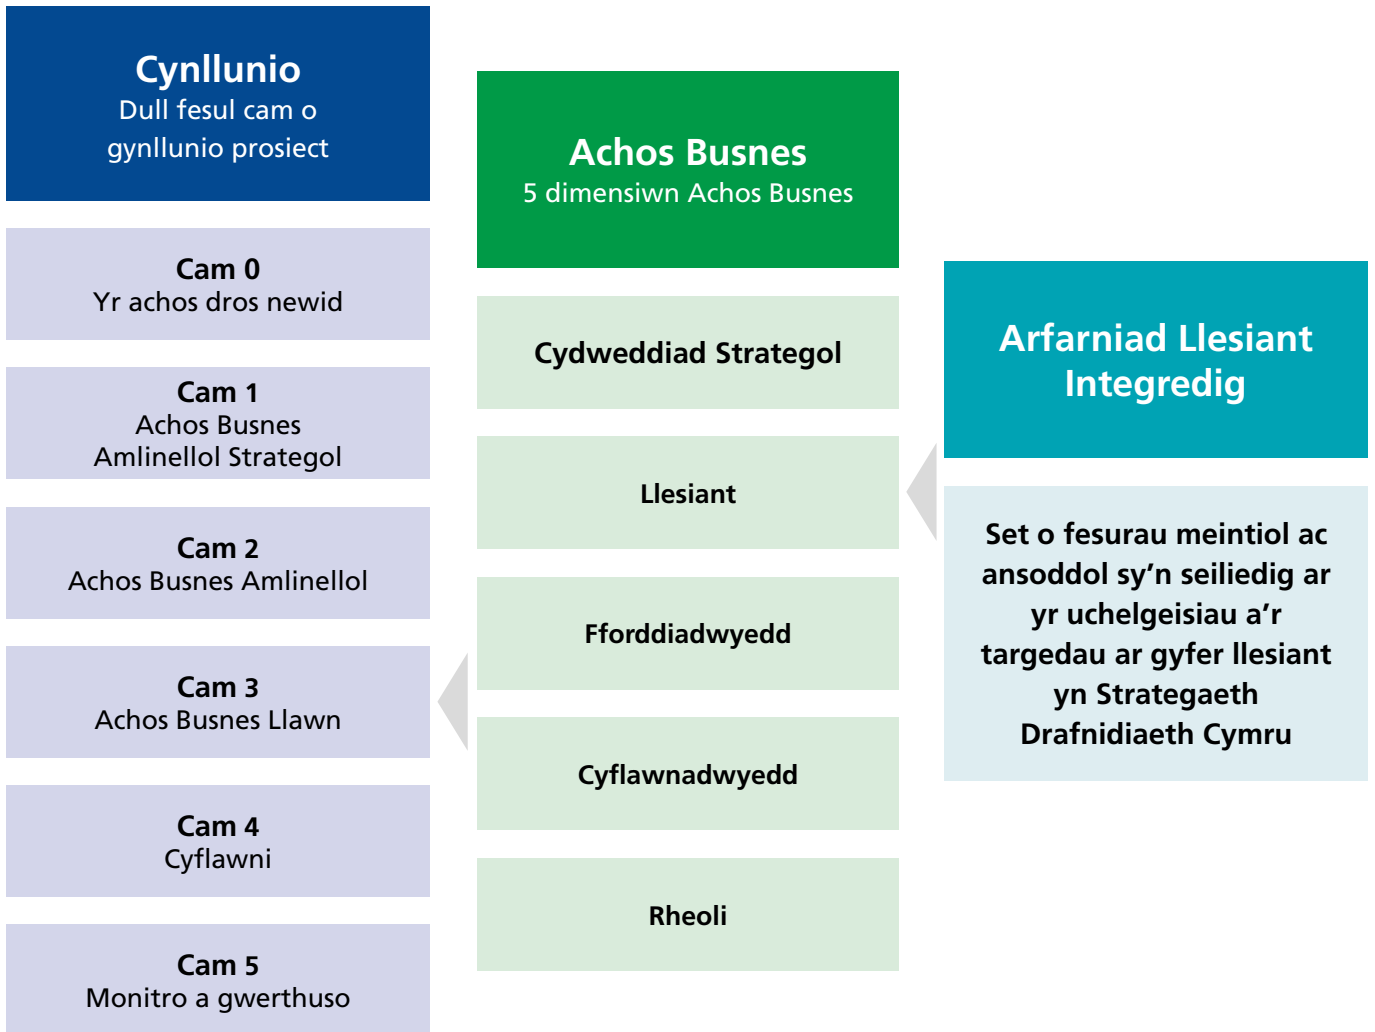 Cynllunio
Dull fesul cam o
gynllunio prosiect
Cam 0
Yr achos dros newid
Cam 1
Achos Busnes
Amlinellol Strategol
Cam 2
Achos Busnes Amlinellol
Cam 3
Achos Busnes Llawn
Cam 4
Cyflawni
Cam 5
Monitro a gwerthuso
Achos Busnes
5 dimensiwn Achos Busnes
Cydweddiad Strategol
Llesiant
Fforddiadwyedd
Cyflawnadwyedd
Rheoli
Arfarniad Llesiant
Integredig
Set o fesurau meintiol ac
ansoddol sy’n seiliedig ar
yr uchelgeisiau a’r
targedau ar gyfer llesiant
yn Strategaeth
Drafnidiaeth Cymru